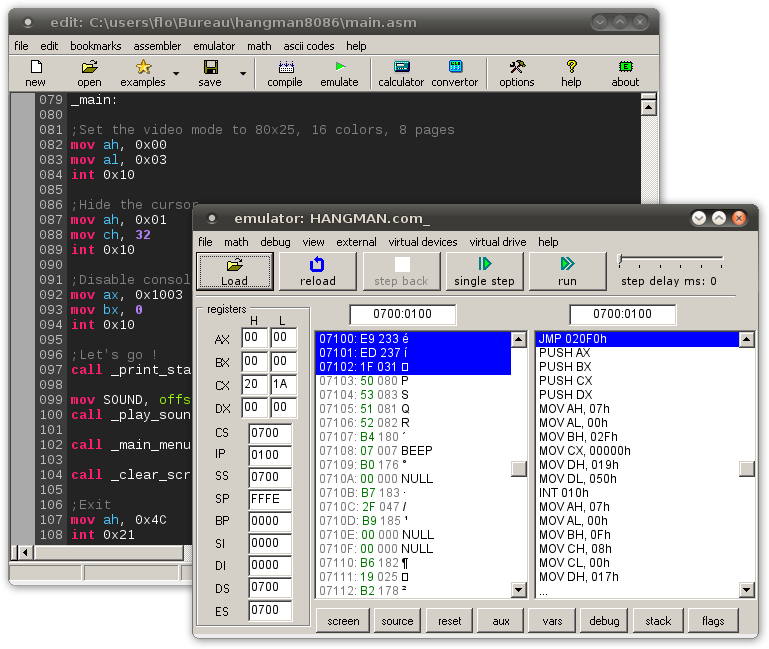 edit: C:\users\flo\Bureau\hangman8086\main.asm
file edit bookmarks assembler emulator math ascii codes help
new open examples save compile emulate calculator convertor options help about
079 _main:
080
081 ;Set the video mode to 80x25, 16 colors, 8 pages
082 mov ah, 0x00
083 mov al, 0x03
084 int 0x10
085
086 ;Hide the cursor
087 mov ah, 0x01
088 mov ch, 32
089 int 0x10
090
091 ;Disable consol
092 mov ax, 0x1003
093 mov bx, 0
094 int 0x10
095
096 ;Let's go !
097 call _print_sta
098
099 mov SOUND, offs
100 call _play_soun
101
102 call _main_menu
103
104 call _clear_scr
105
106 ;Exit
107 mov ah, 0x4C
108 int 0x21
emulator: HANGMAN.com_
file math debug view external virtual devices virtual drive help
Load reload step back single step run step delay ms: 0
registers
H L
AX 00 00
BX 00 00
CX 20 1A
DX 00 00
CS 0700
IP 0100
SS 0700
SP FFFE
BP 0000
SI 0000
DI 0000
DS 0700
ES 0700
0700:0100
07100: E9 233 é
07101: ED 237 í
07102: 1F 031 
07103: 50 080 P
07104: 53 083 S
07105: 51 081 Q
07106: 52 082 R
07107: B4 180 ´
07108: 07 007 BEEP
07109: B0 176 °
0710A: 00 000 NULL
0710B: B7 183 ·
0710C: 2F 047 /
0710D: B9 185 ¹
0710E: 00 000 NULL
0710F: 00 000 NULL
07110: B6 182 ¶
07111: 19 025 
07112: B2 178 ²
0700:0100
JMP 020F0h
PUSH AX
PUSH BX
PUSH CX
PUSH DX
MOV AH, 07h
MOV AL, 00h
MOV BH, 02Fh
MOV CX, 00000h
MOV DH, 019h
MOV DL, 050h
INT 010h
MOV AH, 07h
MOV AL, 00h
MOV BH, 0Fh
MOV CH, 08h
MOV CL, 00h
MOV DH, 017h
...
screen source reset aux vars debug stack flags